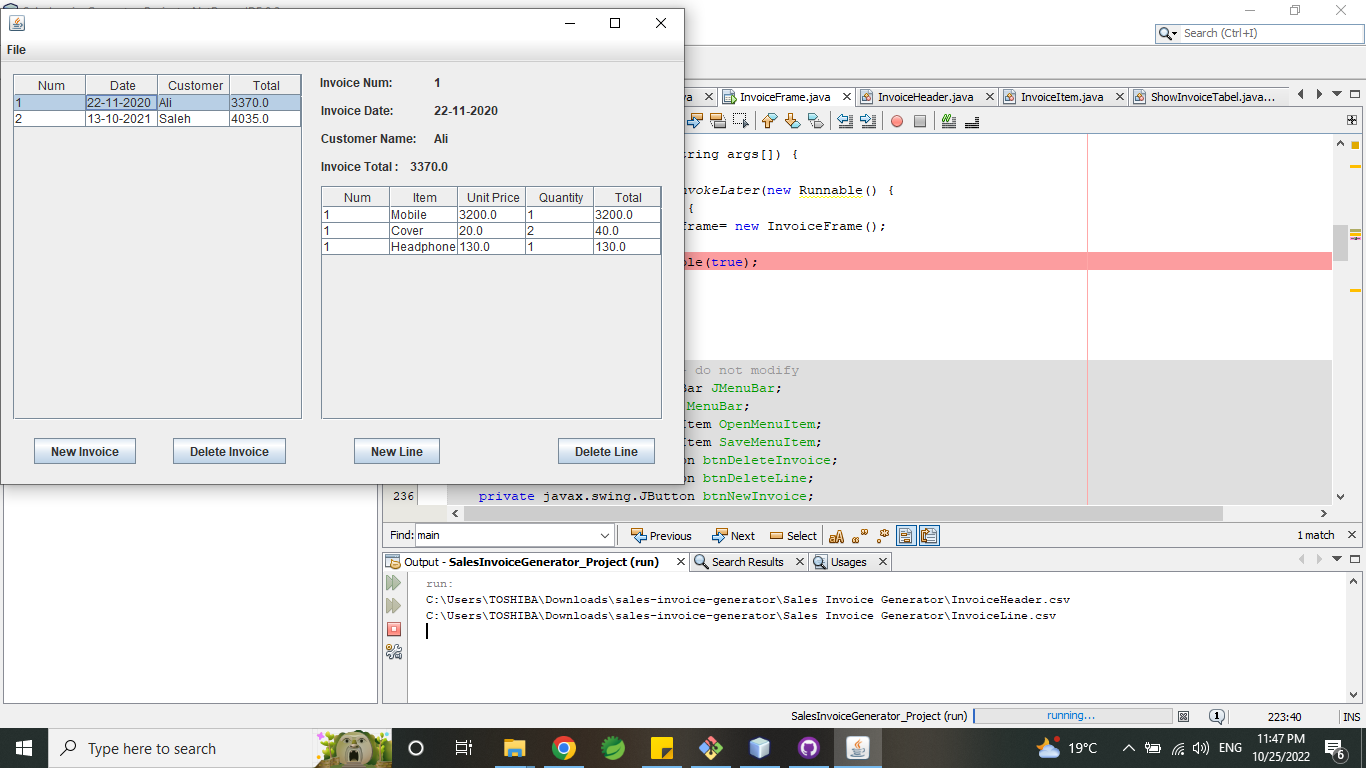 File
Num Date Customer Total
1 22-11-2020 Ali 3370.0
2 13-10-2021 Saleh 4035.0
Invoice Num: 1
Invoice Date: 22-11-2020
Customer Name: Ali
Invoice Total : 3370.0
Num Item Unit Price Quantity Total
1 Mobile 3200.0 1 3200.0
1 Cover 20.0 2 40.0
1 Headphone 130.0 1 130.0
New Invoice Delete Invoice New Line Delete Line
Search (Ctrl+I)
va InvoiceFrame.java InvoiceHeader.java InvoiceItem.java ShowInvoiceTabel.java...
tring args[]) {
vokeLater(new Runnable() {
{
frame= new InvoiceFrame();
ble(true);
- do not modify
Bar JMenuBar;
MenuBar;
Item OpenMenuItem;
Item SaveMenuItem;
on btnDeleteInvoice;
on btnDeleteLine;
236 private javax.swing.JButton btnNewInvoice;
Find: main Previous Next Select aA 1 match
Output - SalesInvoiceGenerator_Project (run) Search Results Usages
run:
C:\Users\TOSHIBA\Downloads\sales-invoice-generator\Sales Invoice Generator\InvoiceHeader.csv
C:\Users\TOSHIBA\Downloads\sales-invoice-generator\Sales Invoice Generator\InvoiceLine.csv
SalesInvoiceGenerator_Project (run) running... 1 223:40 INS
Type here to search 19°C ENG 11:47 PM
10/25/2022 6